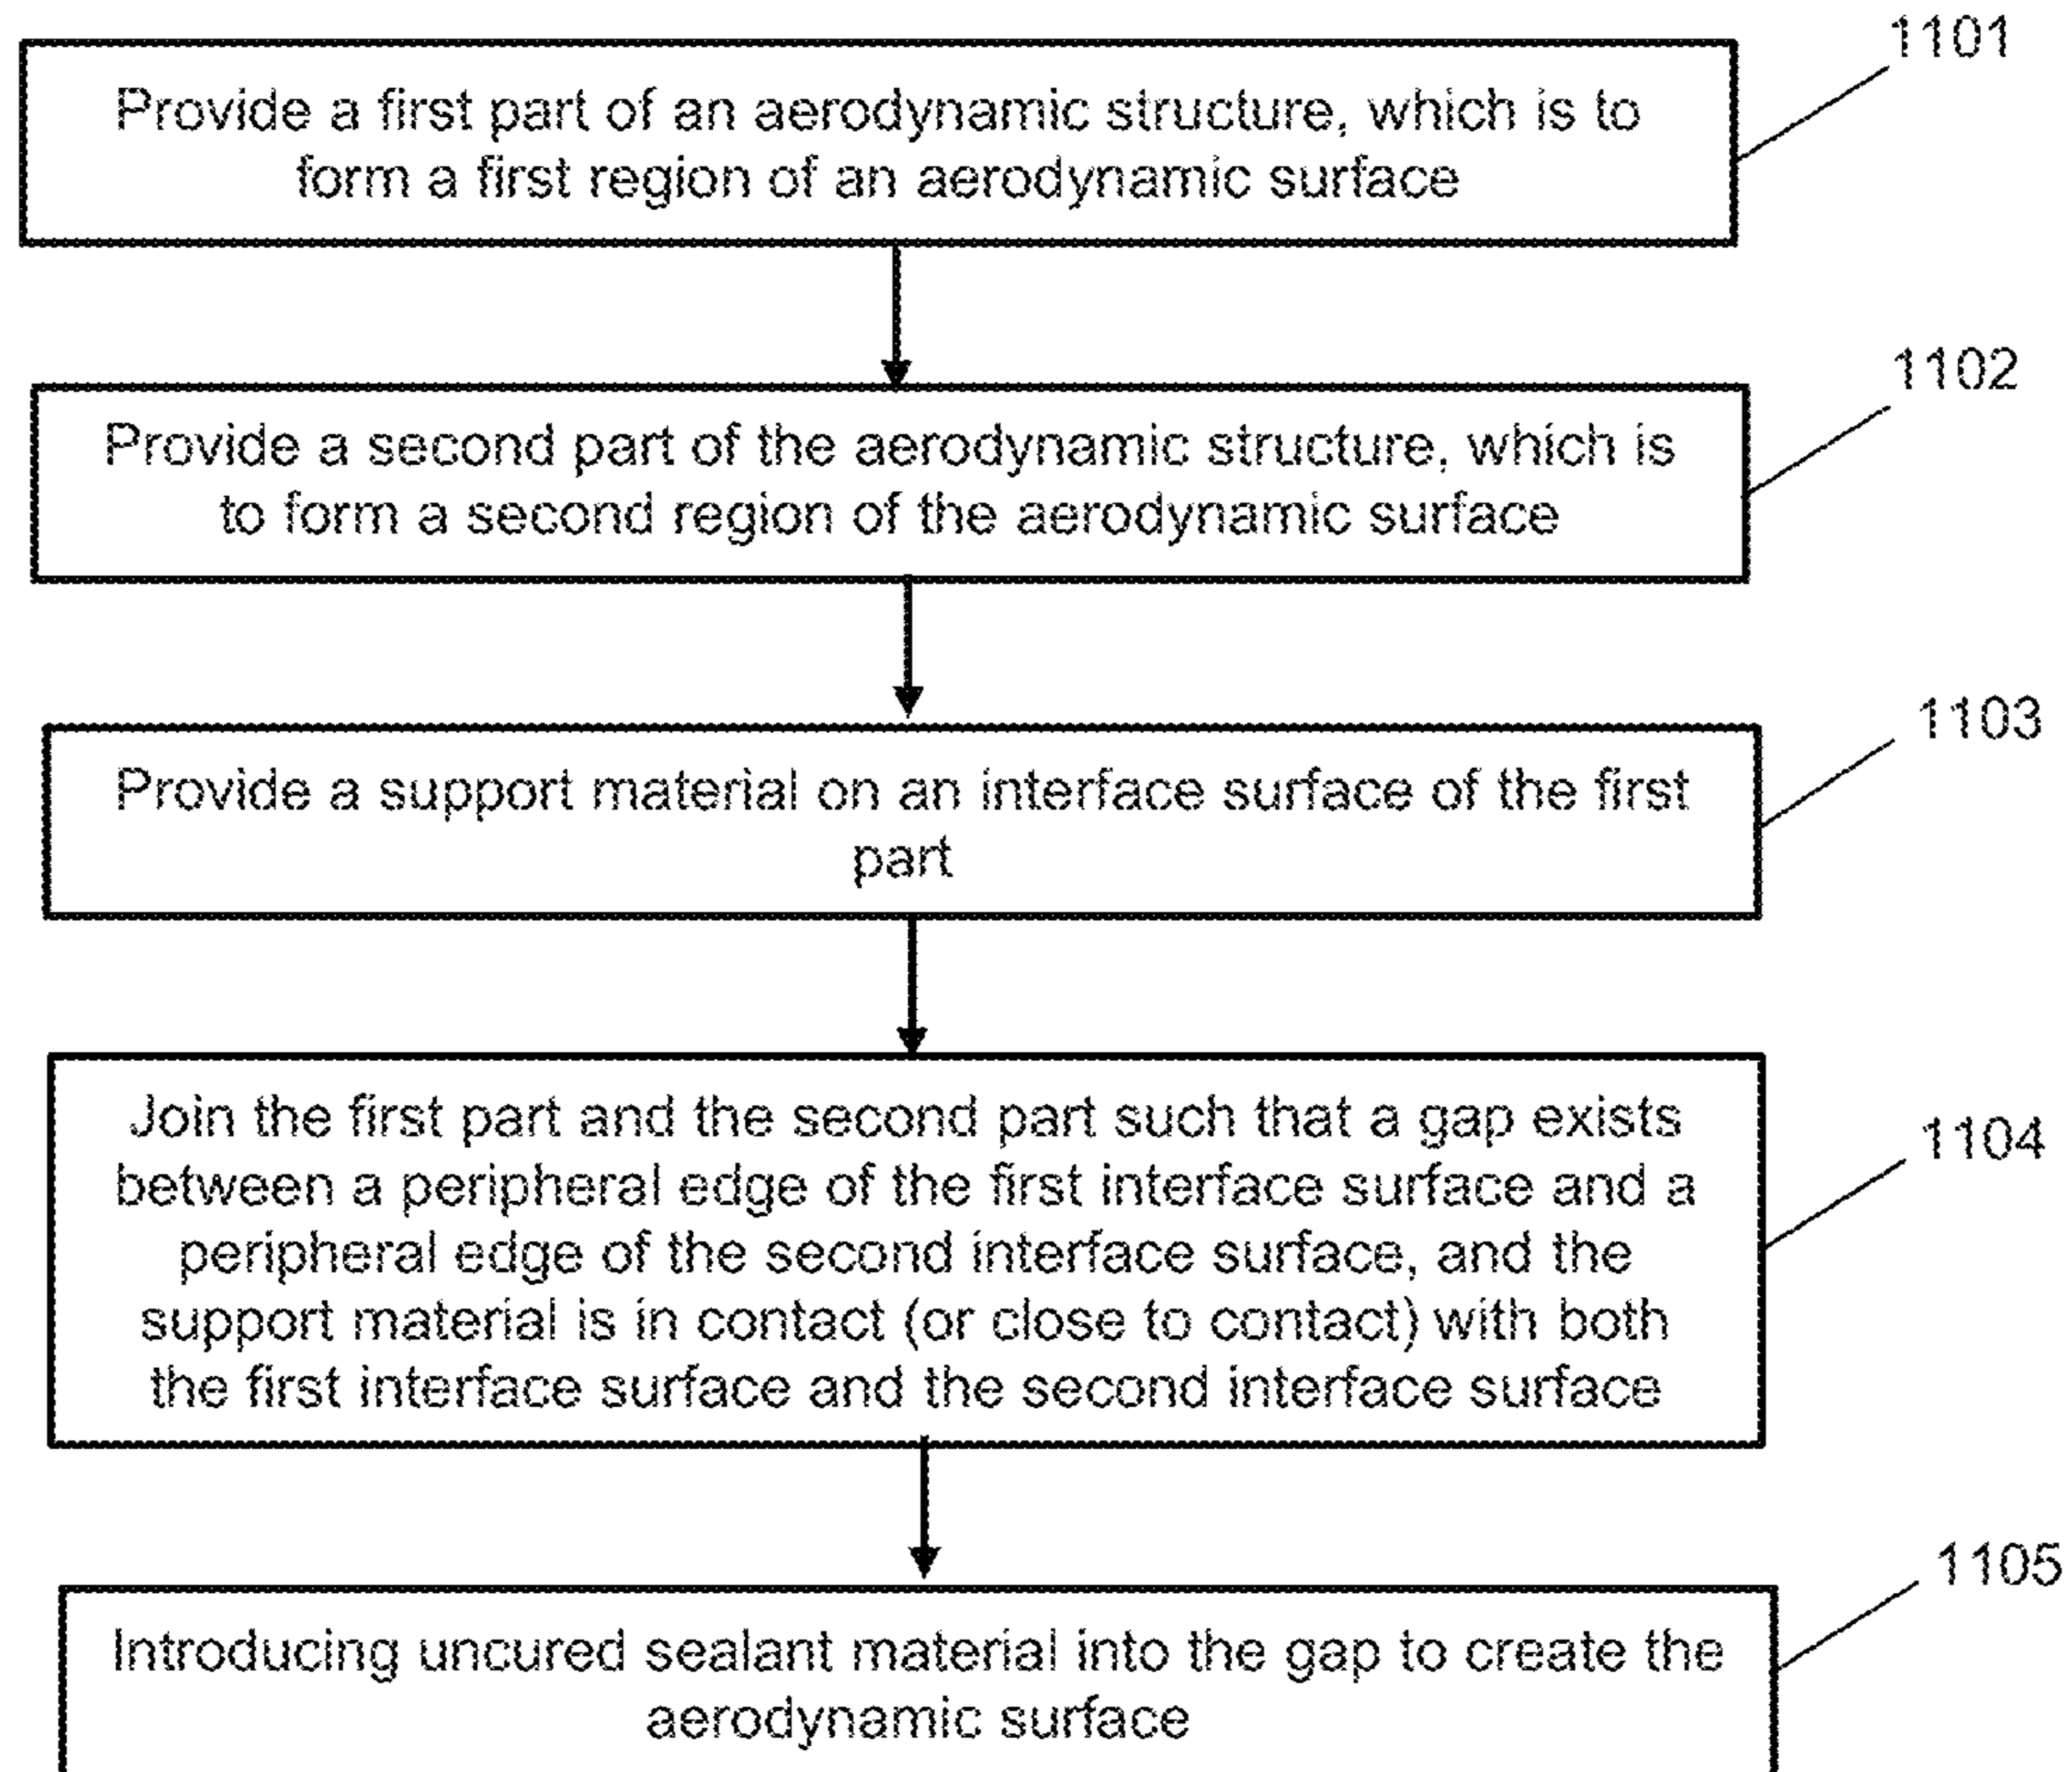 1101
Provide a first part of an aerodynamic structure, which is to
form a first region of an aerodynamic surface
1102
Provide a second part of the aerodynamic structure, which is
to form a second region of the aerodynamic surface
1103
Provide a support material on an interface surface of the first
part
1104
Join the first part and the second part such that a gap exists
between a peripheral edge of the first interface surface and a
peripheral edge of the second interface surface, and the
support material is in contact (or close to contact) with both
the first interface surface and the second interface surface
1105
Introducing uncured sealant material into the gap to create the
aerodynamic surface